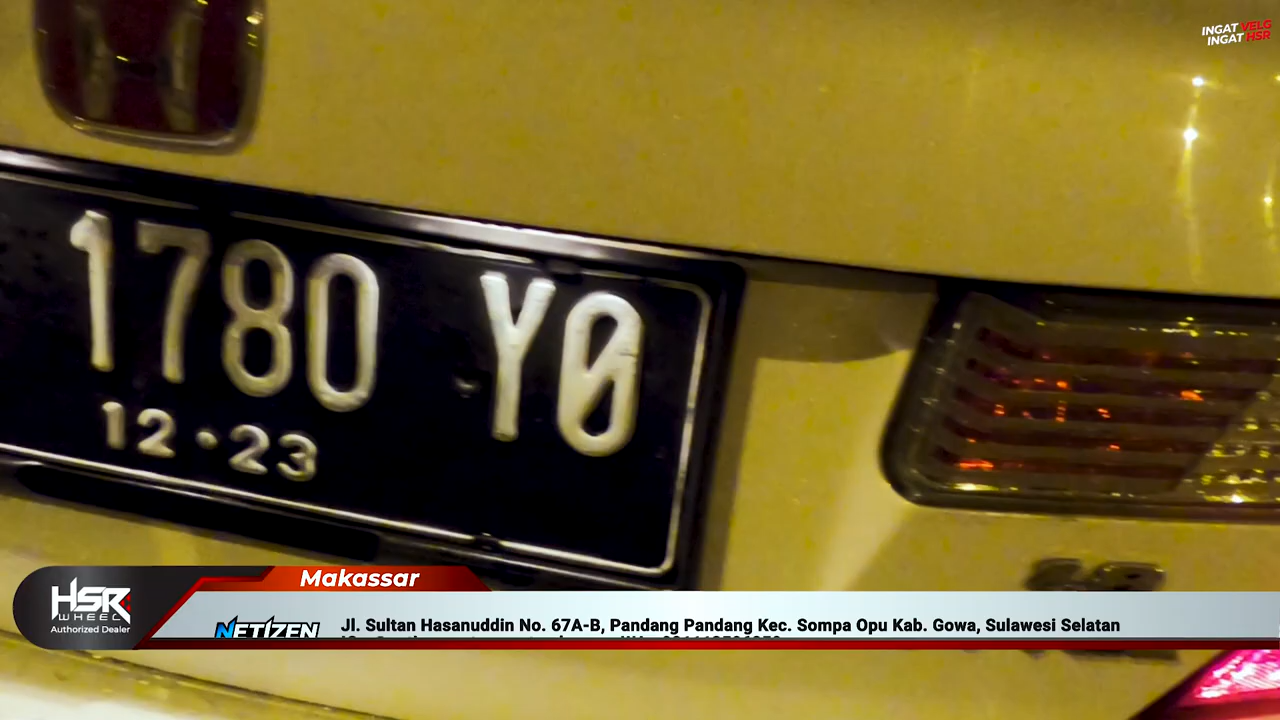 INGAT VELG
INGAT HSR
1780 YO
12·23
Makassar
HSR
WHEEL
Authorized Dealer
NETIZEN
Jl. Sultan Hasanuddin No. 67A-B, Pandang Pandang Kec. Sompa Opu Kab. Gowa, Sulawesi Selatan